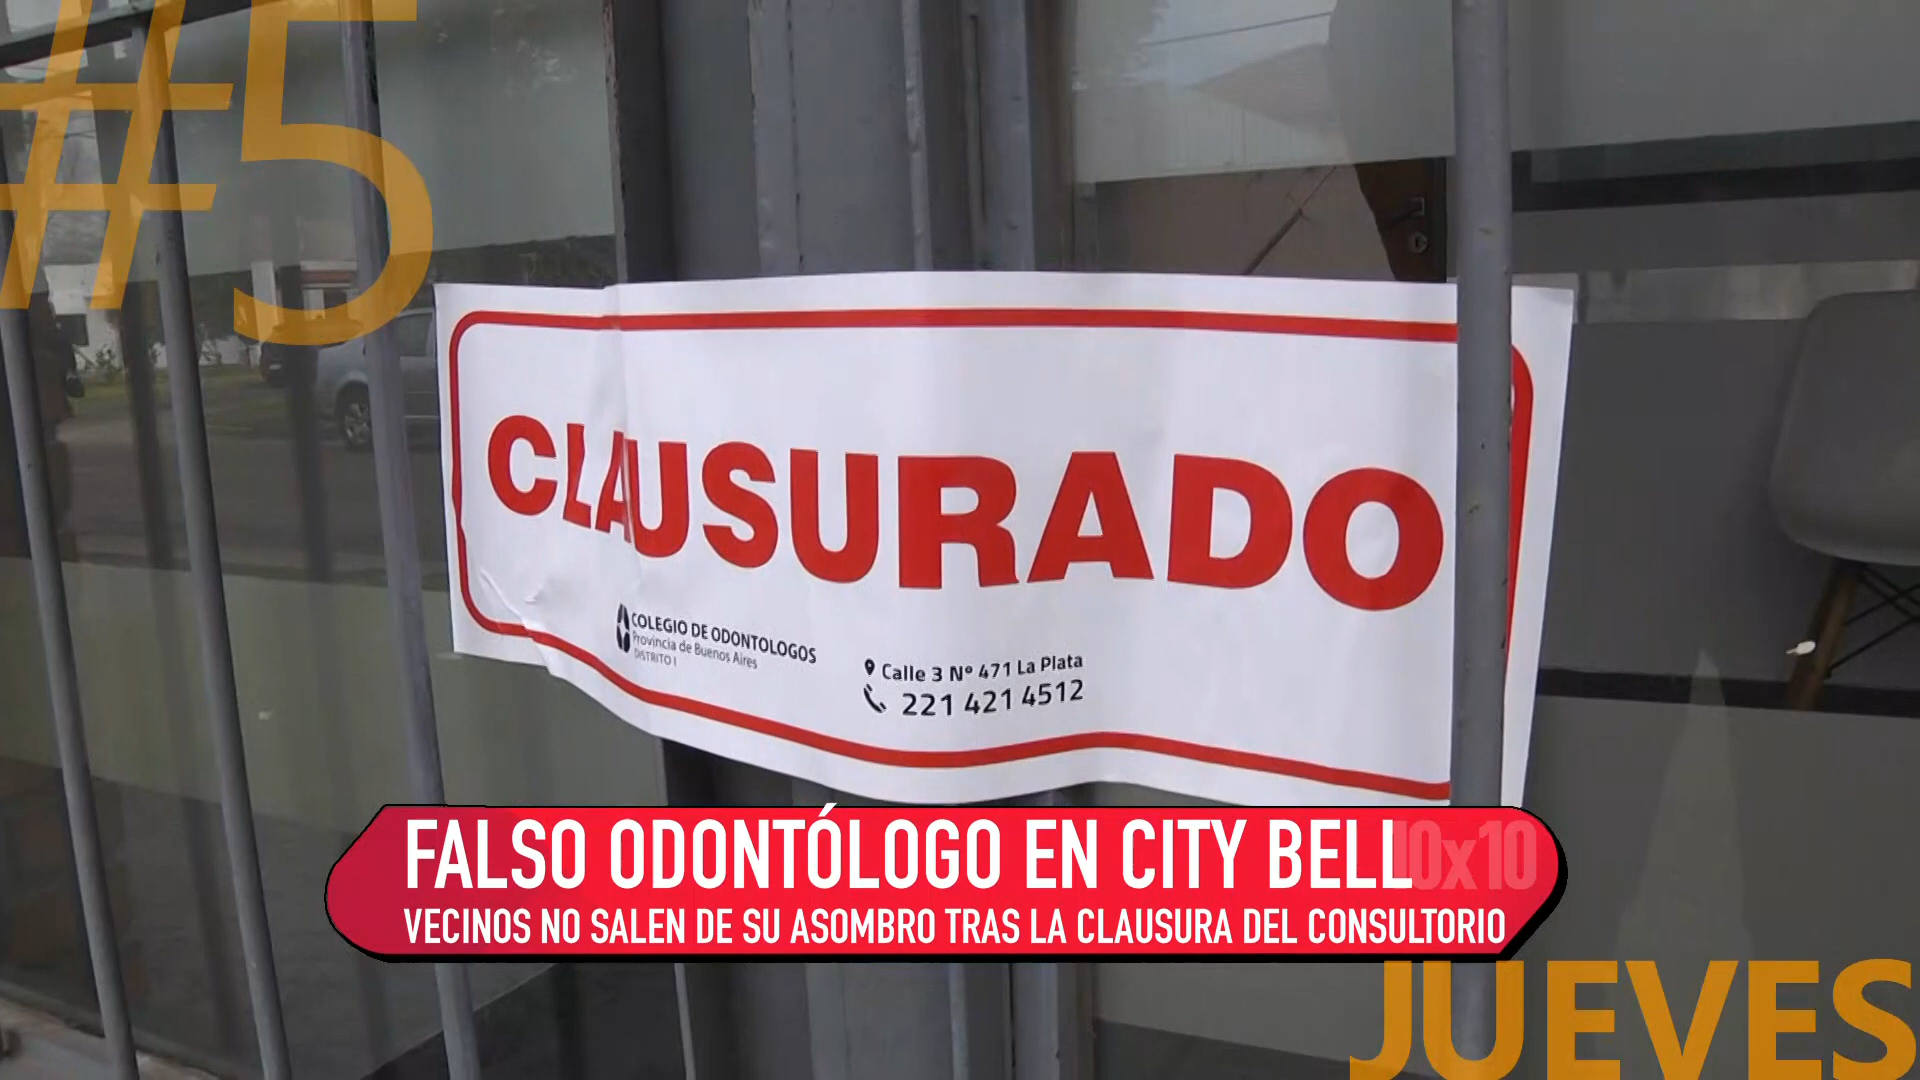 #5
CLAUSURADO
COLEGIO DE ODONTOLOGOS
Provincia de Buenos Aires
DISTRITO I
Calle 3 Nº 471 La Plata
221 421 4512
FALSO ODONTÓLOGO EN CITY BELL
10x10
VECINOS NO SALEN DE SU ASOMBRO TRAS LA CLAUSURA DEL CONSULTORIO
JUEVES